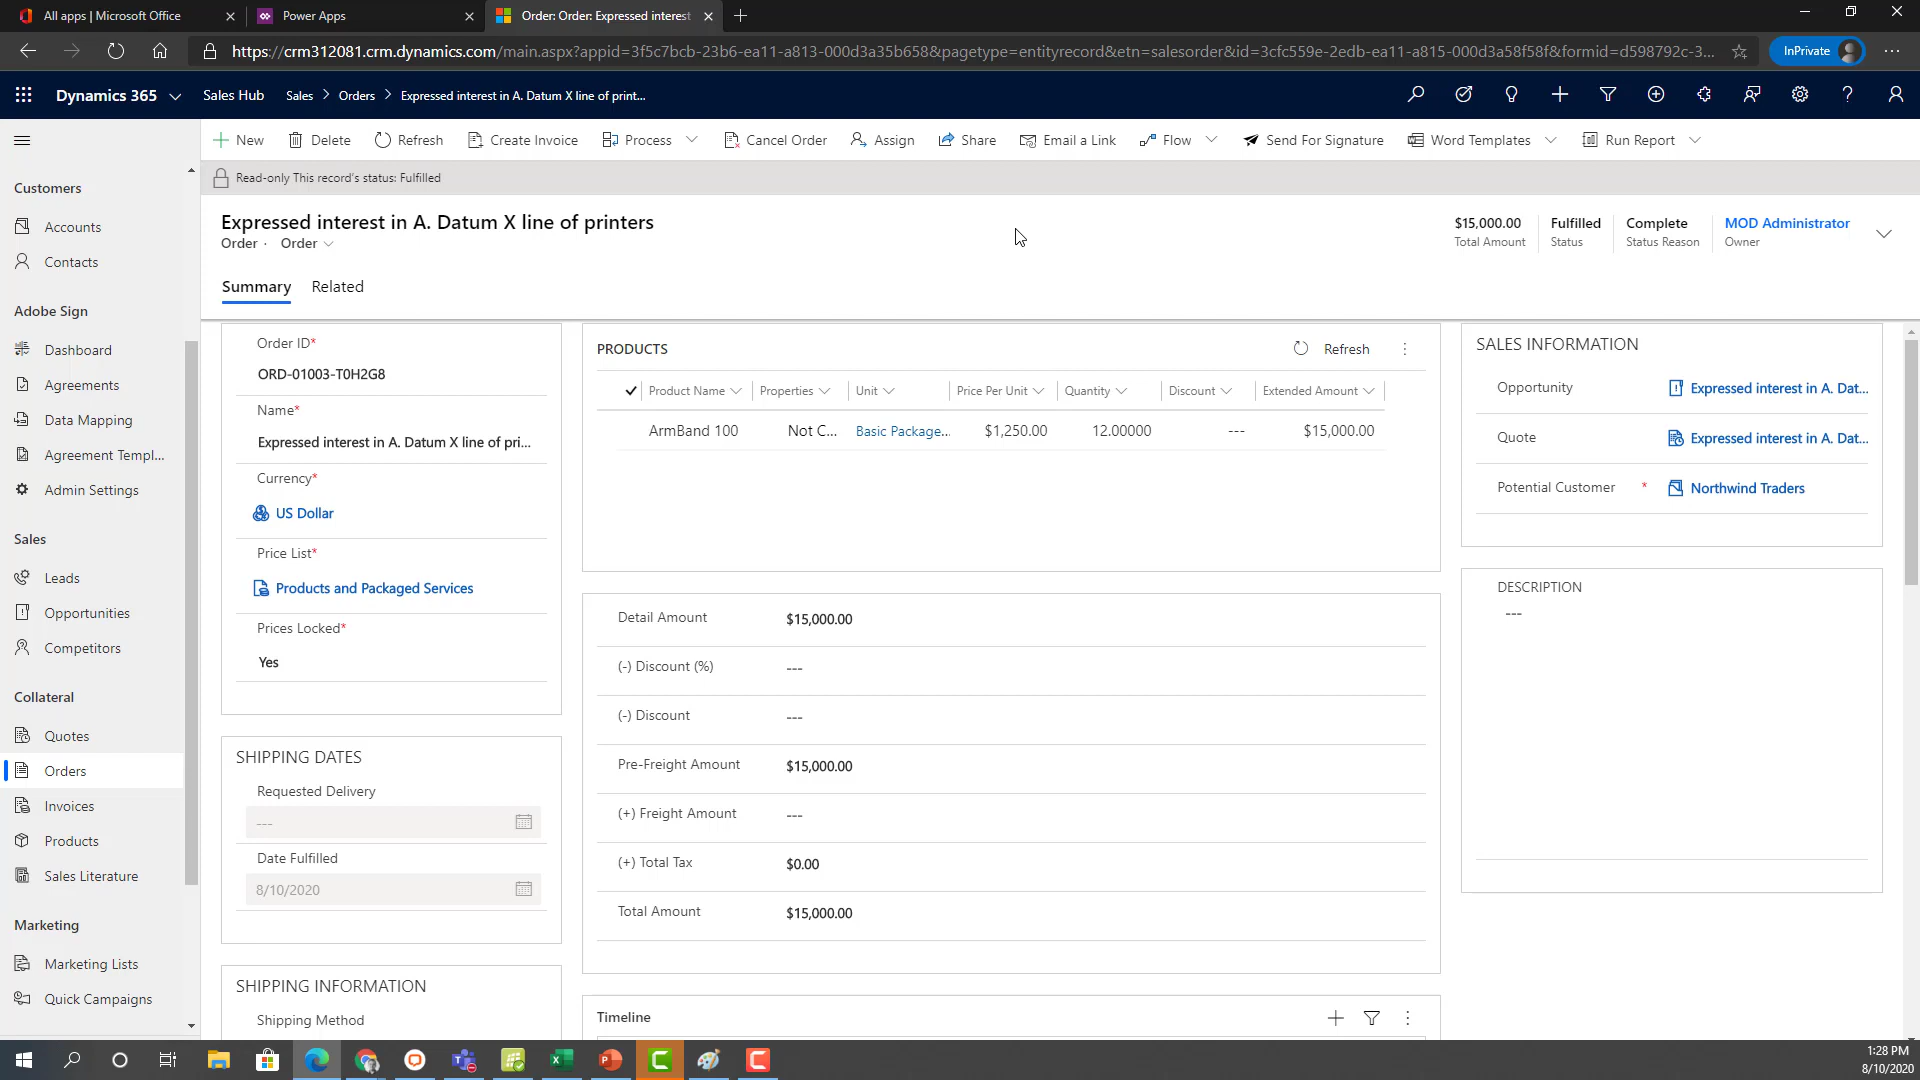 All apps | Microsoft Office
Power Apps
Order: Order: Expressed interest
https://crm312081.crm.dynamics.com/main.aspx?appid=3f5c7bcb-23b6-ea11-a813-000d3a35b658&pagetype=entityrecord&etn=salesorder&id=3cfc559e-2edb-ea11-a815-000d3a58f58f&formid=d598792c-3...
InPrivate
Dynamics 365
Sales Hub
Sales > Orders > Expressed interest in A. Datum X line of print...
New
Delete
Refresh
Create Invoice
Process
Cancel Order
Assign
Share
Email a Link
Flow
Send For Signature
Word Templates
Run Report
Read-only This record's status: Fulfilled
Customers
Accounts
Contacts
Adobe Sign
Dashboard
Agreements
Data Mapping
Agreement Templ...
Admin Settings
Sales
Leads
Opportunities
Competitors
Collateral
Quotes
Orders
Invoices
Products
Sales Literature
Marketing
Marketing Lists
Quick Campaigns
Expressed interest in A. Datum X line of printers
Order · Order
$15,000.00
Total Amount
Fulfilled
Status
Complete
Status Reason
MOD Administrator
Owner
Summary
Related
Order ID*
ORD-01003-T0H2G8
Name*
Expressed interest in A. Datum X line of pri...
Currency*
US Dollar
Price List*
Products and Packaged Services
Prices Locked*
Yes
SHIPPING DATES
Requested Delivery
---
Date Fulfilled
8/10/2020
SHIPPING INFORMATION
Shipping Method
PRODUCTS
Refresh
Product Name
Properties
Unit
Price Per Unit
Quantity
Discount
Extended Amount
ArmBand 100
Not C...
Basic Package...
$1,250.00
12.00000
---
$15,000.00
Detail Amount
$15,000.00
(-) Discount (%)
---
(-) Discount
---
Pre-Freight Amount
$15,000.00
(+) Freight Amount
---
(+) Total Tax
$0.00
Total Amount
$15,000.00
Timeline
SALES INFORMATION
Opportunity
Expressed interest in A. Dat...
Quote
Expressed interest in A. Dat...
Potential Customer *
Northwind Traders
DESCRIPTION
---
1:28 PM
8/10/2020